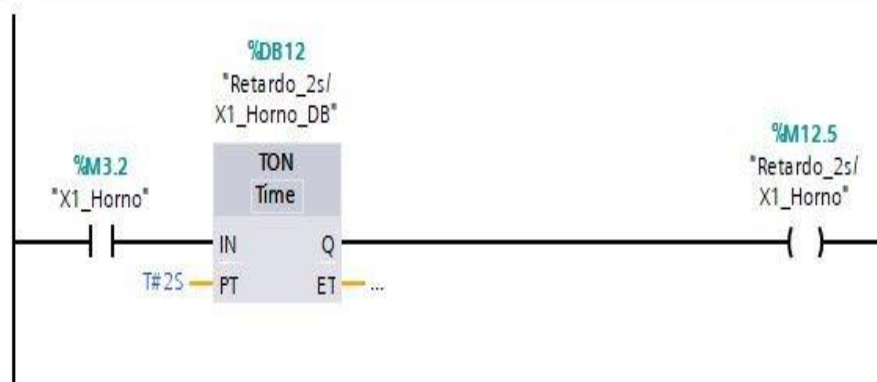 %DB12
"Retardo_2s/
X1_Horno_DB"
%M3.2
"X1_Horno"
TON
Time
%M12.5
"Retardo_2s/
X1_Horno"
IN Q
T#2S PT ET ...